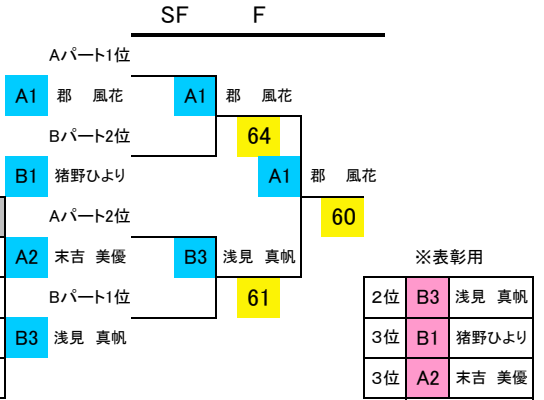 SF F
Aパート1位
A1 郡 風花 A1 郡 風花
Bパート2位 64
B1 猪野ひより A1 郡 風花
Aパート2位 60
A2 末吉 美優 B3 浅見 真帆 ※表彰用
Bパート1位 61 2位 B3 浅見 真帆
B3 浅見 真帆 3位 B1 猪野ひより
3位 A2 末吉 美優